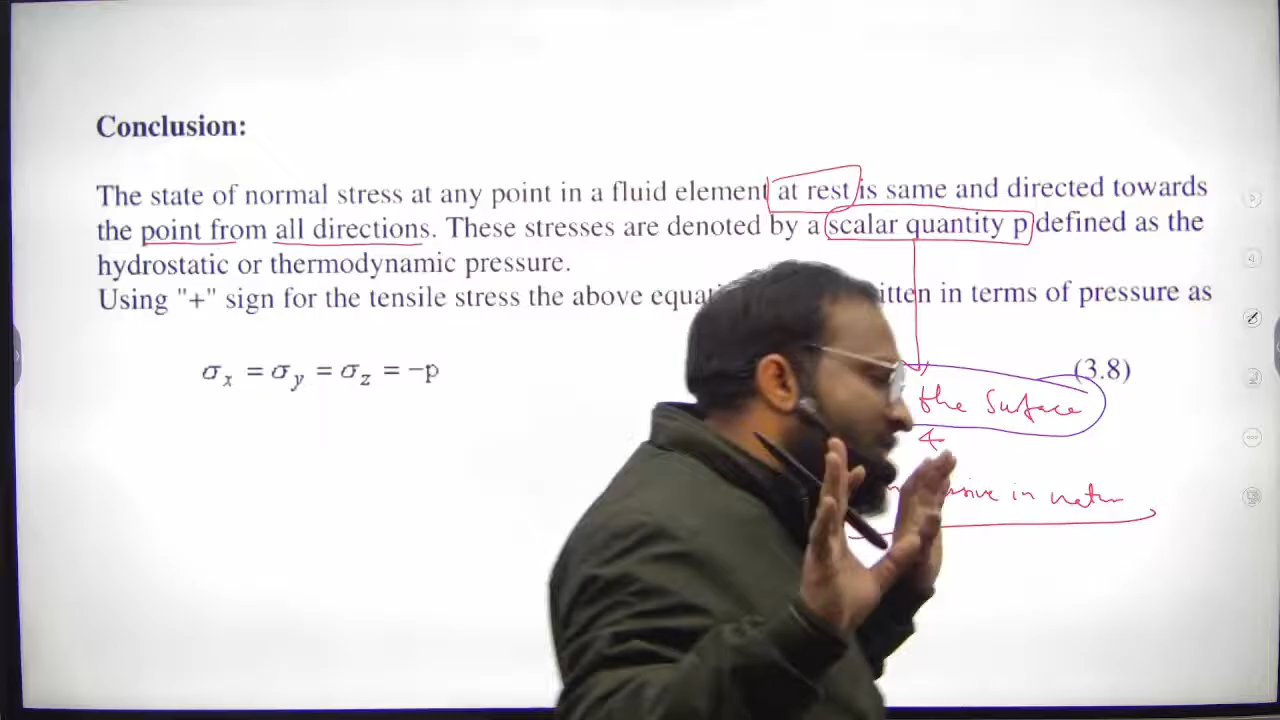 Conclusion:
The state of normal stress at any point in a fluid element at rest is same and directed towards
the point from all directions. These stresses are denoted by a scalar quantity p defined as the
hydrostatic or thermodynamic pressure.
Using "+" sign for the tensile stress the above in terms of pressure as
σx = σy = σz = -p (3.8)
the Surface
in natur